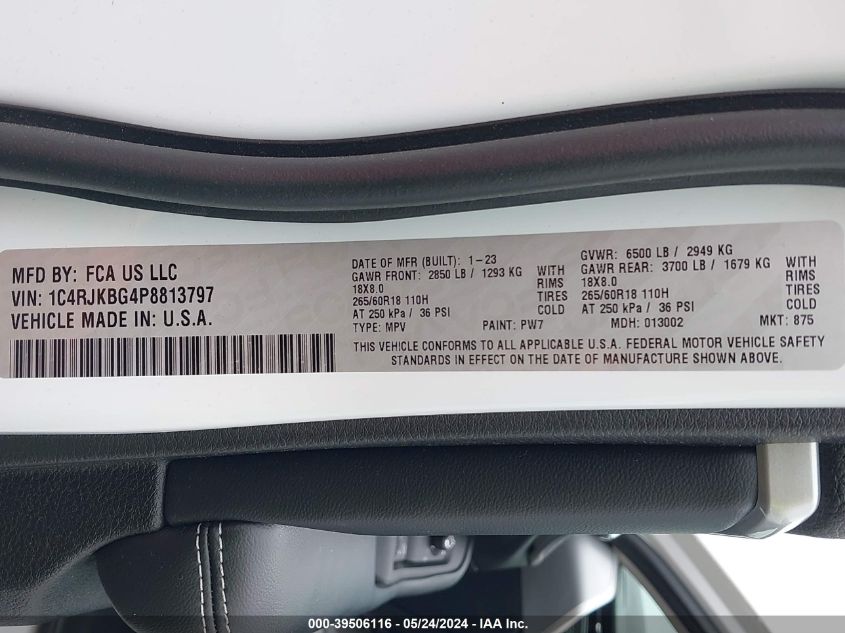 MFD BY: FCA US LLC
VIN: 1C4RJKBG4P8813797
VEHICLE MADE IN: U.S.A.
DATE OF MFR (BUILT): 1-23
GAWR FRONT: 2850 LB / 1293 KG WITH
18X8.0 RIMS
265/60R18 110H TIRES
AT 250 kPa / 36 PSI COLD
TYPE: MPV PAINT: PW7
GVWR: 6500 LB / 2949 KG
GAWR REAR: 3700 LB / 1679 KG WITH
18X8.0 RIMS
265/60R18 110H TIRES
AT 250 kPa / 36 PSI COLD
MDH: 013002 MKT: 875
THIS VEHICLE CONFORMS TO ALL APPLICABLE U.S.A. FEDERAL MOTOR VEHICLE SAFETY
STANDARDS IN EFFECT ON THE DATE OF MANUFACTURE SHOWN ABOVE.
000-39506116 - 05/24/2024 - IAA Inc.